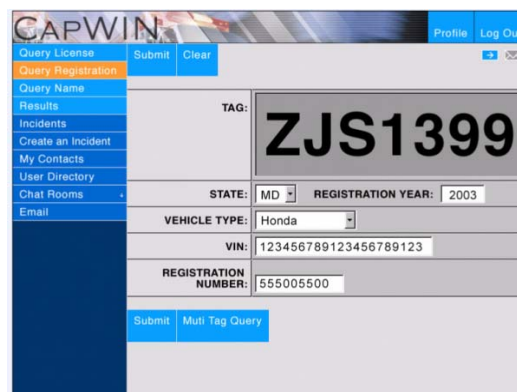 CAPWIN
Profile Log Ou
Query License
Query Registration
Query Name
Results
Incidents
Create an Incident
My Contacts
User Directory
Chat Rooms
Email
Submit Clear
TAG: ZJS1399
STATE: MD REGISTRATION YEAR: 2003
VEHICLE TYPE: Honda
VIN: 123456789123456789123
REGISTRATION
NUMBER: 555005500
Submit Muti Tag Query